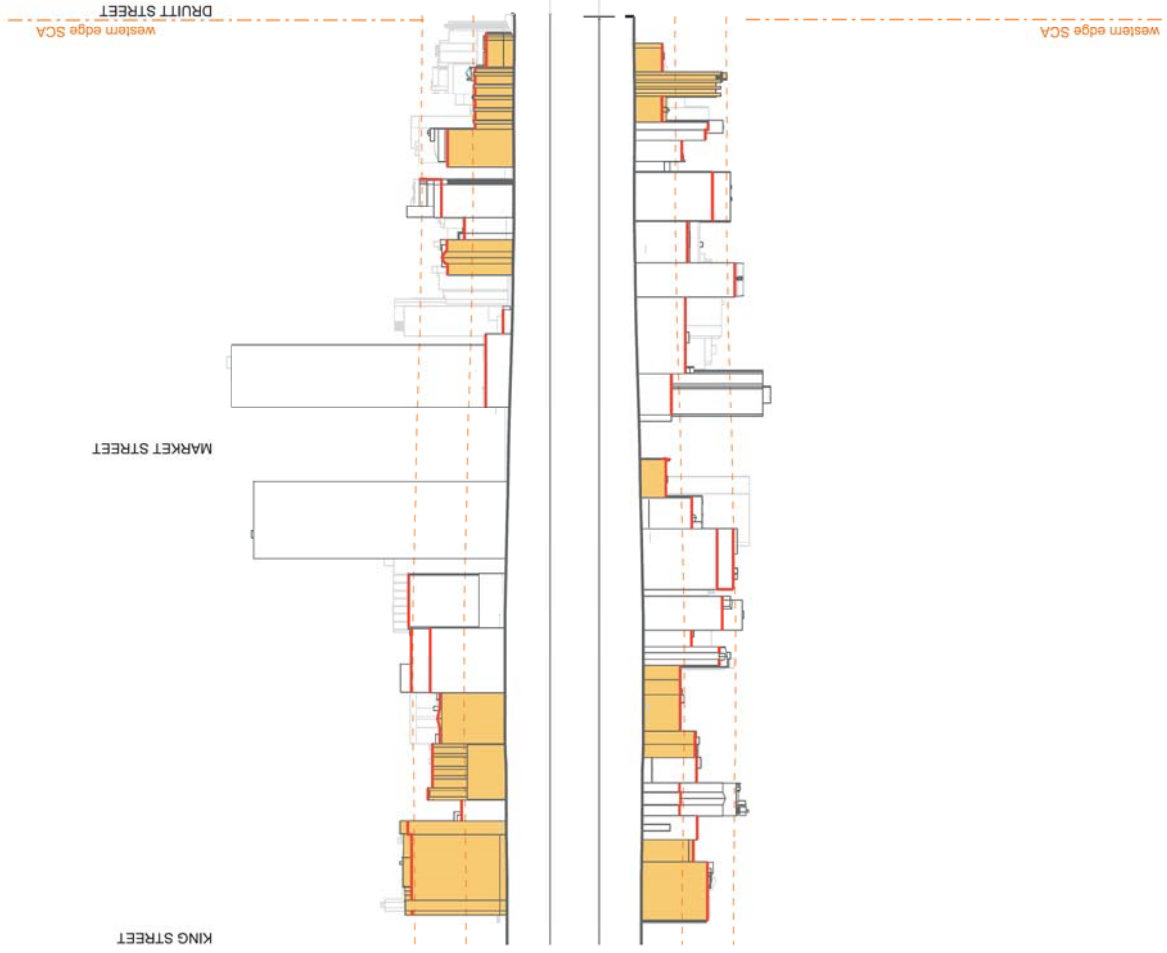 KING STREET
MARKET STREET
western edge SCA
western edge SCA
DRUITT STREET